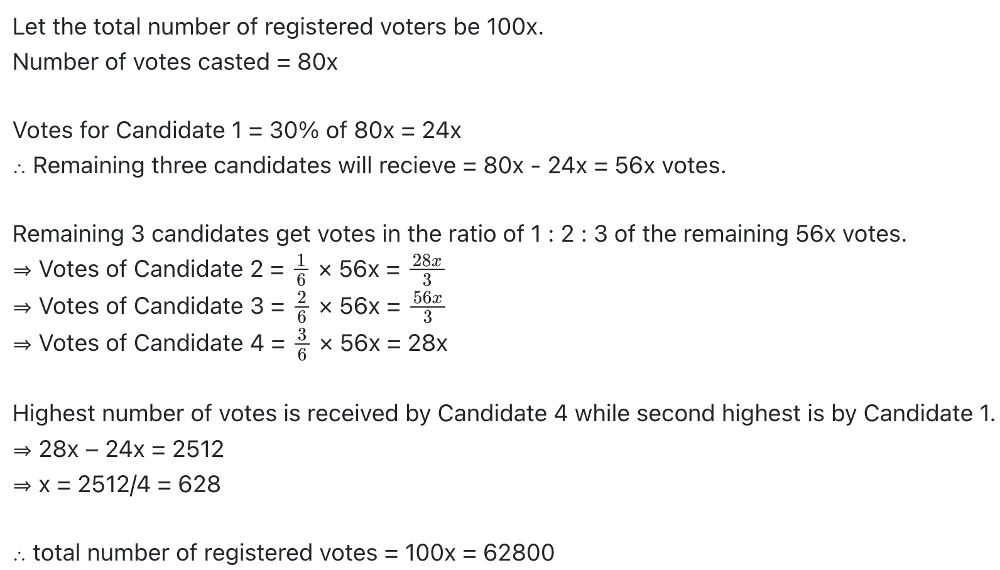 Let the total number of registered voters be 100x.
Number of votes casted = 80x
Votes for Candidate 1 = 30% of 80x = 24x
∴ Remaining three candidates will recieve = 80x - 24x = 56x votes.
Remaining 3 candidates get votes in the ratio of 1 : 2 : 3 of the remaining 56x votes.
⇒ Votes of Candidate 2 = 1/6 × 56x = 28x/3
⇒ Votes of Candidate 3 = 2/6 × 56x = 56x/3
⇒ Votes of Candidate 4 = 3/6 × 56x = 28x
Highest number of votes is received by Candidate 4 while second highest is by Candidate 1.
⇒ 28x – 24x = 2512
⇒ x = 2512/4 = 628
∴ total number of registered votes = 100x = 62800